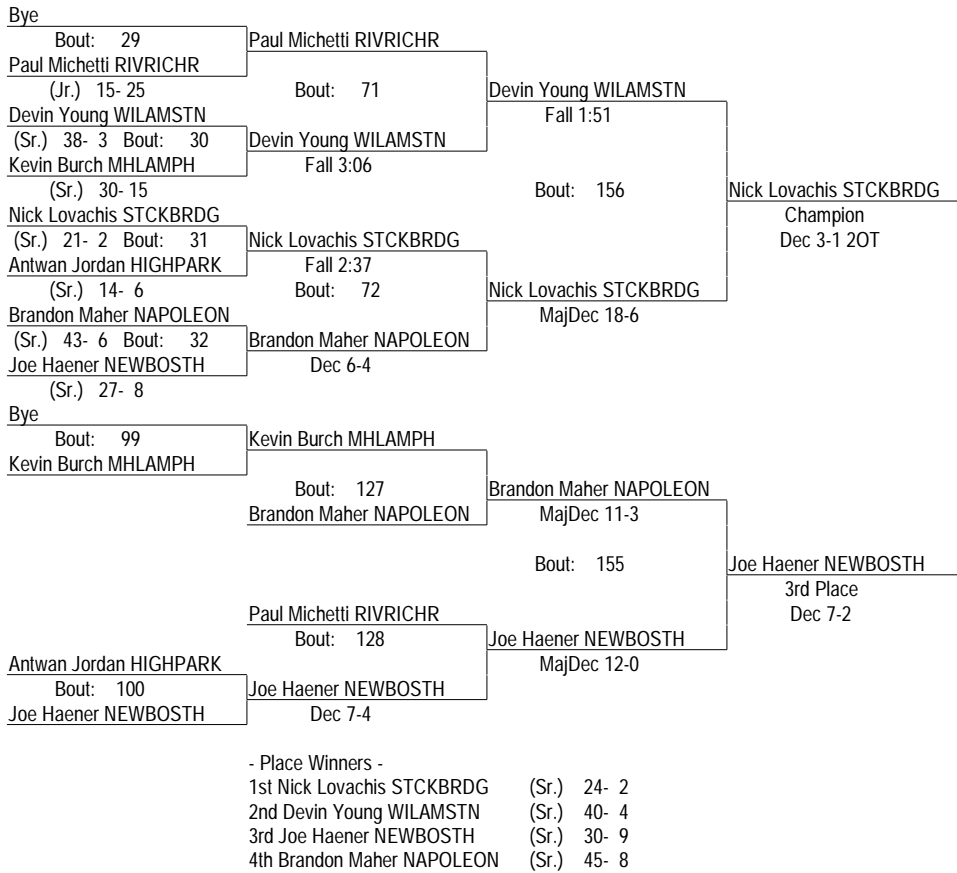 Bye
Bout: 29 Paul Michetti RIVRICHR
Paul Michetti RIVRICHR
(Jr.) 15- 25 Bout: 71 Devin Young WILAMSTN
Devin Young WILAMSTN Fall 1:51
(Sr.) 38- 3 Bout: 30 Devin Young WILAMSTN
Kevin Burch MHLAMPH Fall 3:06
(Sr.) 30- 15 Bout: 156 Nick Lovachis STCKBRDG
Nick Lovachis STCKBRDG Champion
(Sr.) 21- 2 Bout: 31 Nick Lovachis STCKBRDG Dec 3-1 2OT
Antwan Jordan HIGHPARK Fall 2:37
(Sr.) 14- 6 Bout: 72 Nick Lovachis STCKBRDG
Brandon Maher NAPOLEON MajDec 18-6
(Sr.) 43- 6 Bout: 32 Brandon Maher NAPOLEON
Joe Haener NEWBOSTH Dec 6-4
(Sr.) 27- 8
Bye
Bout: 99 Kevin Burch MHLAMPH
Kevin Burch MHLAMPH
Bout: 127 Brandon Maher NAPOLEON
Brandon Maher NAPOLEON MajDec 11-3
Bout: 155 Joe Haener NEWBOSTH
3rd Place
Paul Michetti RIVRICHR Dec 7-2
Bout: 128 Joe Haener NEWBOSTH
Antwan Jordan HIGHPARK MajDec 12-0
Bout: 100 Joe Haener NEWBOSTH
Joe Haener NEWBOSTH Dec 7-4
- Place Winners -
1st Nick Lovachis STCKBRDG (Sr.) 24- 2
2nd Devin Young WILAMSTN (Sr.) 40- 4
3rd Joe Haener NEWBOSTH (Sr.) 30- 9
4th Brandon Maher NAPOLEON (Sr.) 45- 8